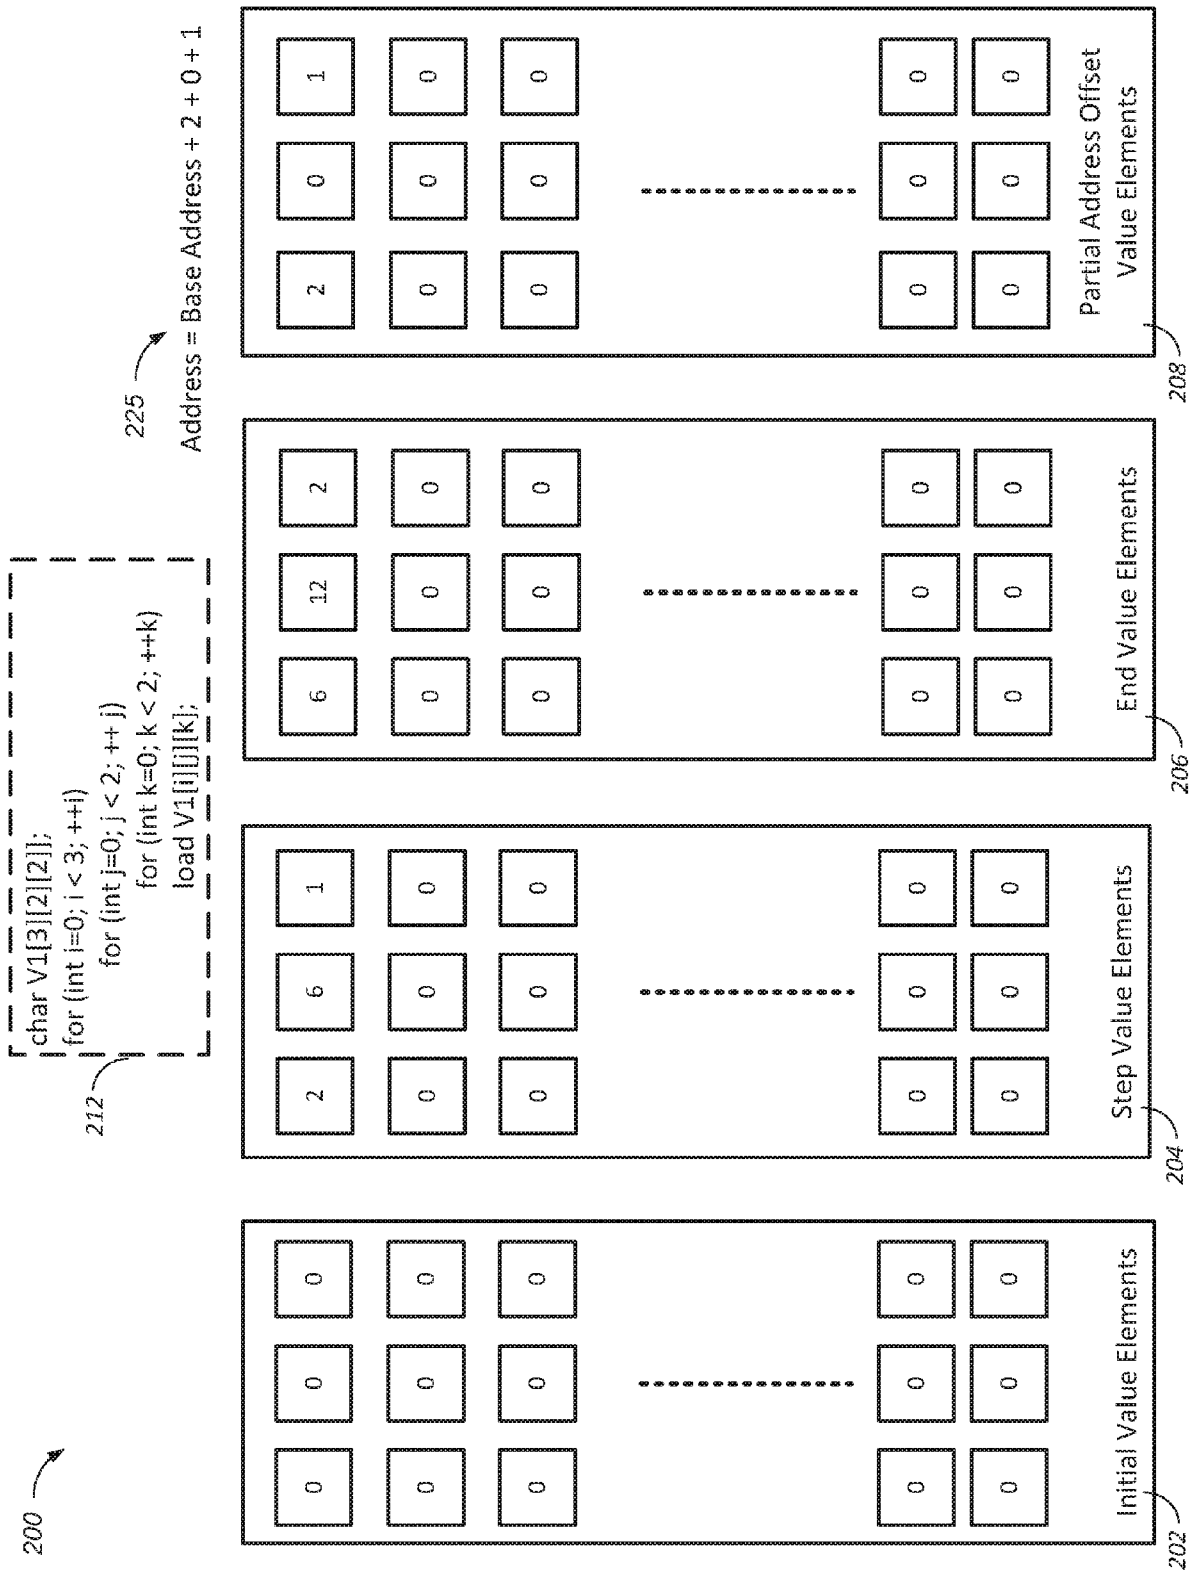 200
char V1[3][2][2]];
for (int i=0; i < 3; ++i)
for (int j=0; j < 2; ++ j)
for (int k=0; k < 2; ++k)
load V1[i][j][k];
212
225
Address = Base Address + 2 + 0 + 1
0 0 0
0 0 0
0 0 0
0 0 0
0 0 0
Initial Value Elements
202
2 6 1
0 0 0
0 0 0
0 0 0
0 0 0
Step Value Elements
204
6 12 2
0 0 0
0 0 0
0 0 0
0 0 0
End Value Elements
206
2 0 1
0 0 0
0 0 0
0 0 0
0 0 0
Partial Address Offset
Value Elements
208